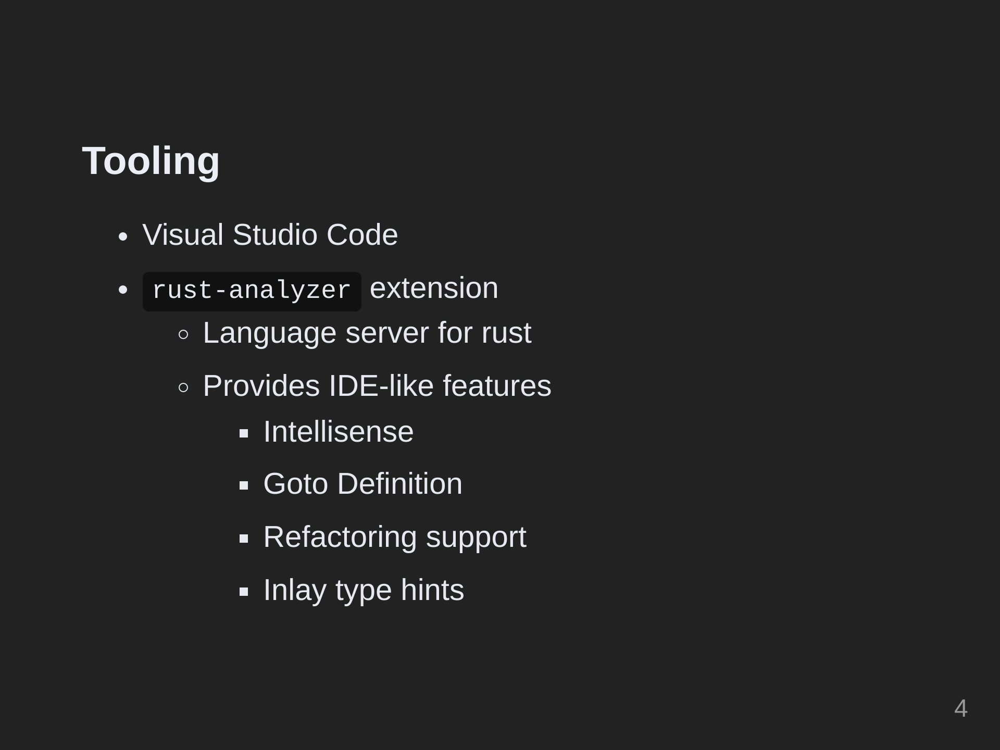 Tooling
Visual Studio Code
rust-analyzer extension
Language server for rust
Provides IDE-like features
Intellisense
Goto Definition
Refactoring support
Inlay type hints
4